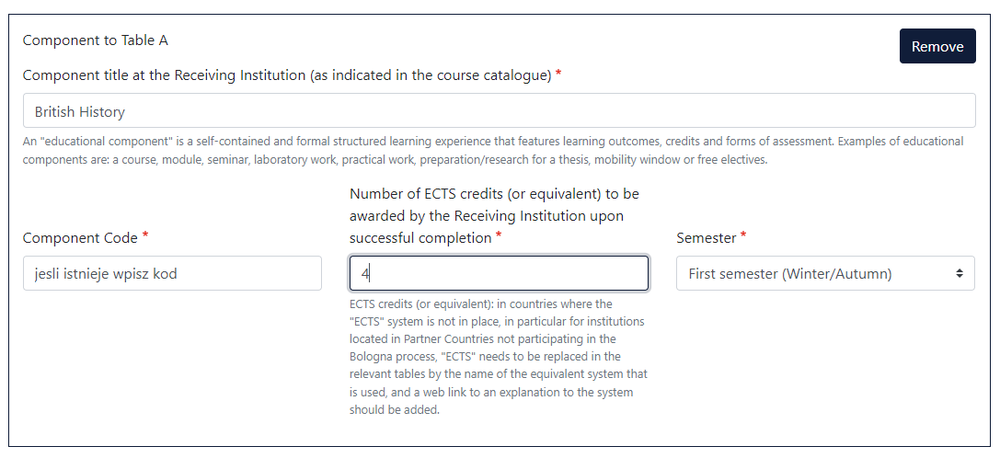 Component to Table A
Remove
Component title at the Receiving Institution (as indicated in the course catalogue) *
British History
An "educational component" is a self-contained and formal structured learning experience that features learning outcomes, credits and forms of assessment. Examples of educational
components are: a course, module, seminar, laboratory work, practical work, preparation/research for a thesis, mobility window or free electives.
Component Code *
jesli istnieje wpisz kod
Number of ECTS credits (or equivalent) to be
awarded by the Receiving Institution upon
successful completion *
4
ECTS credits (or equivalent): in countries where the
"ECTS" system is not in place, in particular for institutions
located in Partner Countries not participating in the
Bologna process, "ECTS" needs to be replaced in the
relevant tables by the name of the equivalent system that
is used, and a web link to an explanation to the system
should be added.
Semester *
First semester (Winter/Autumn)